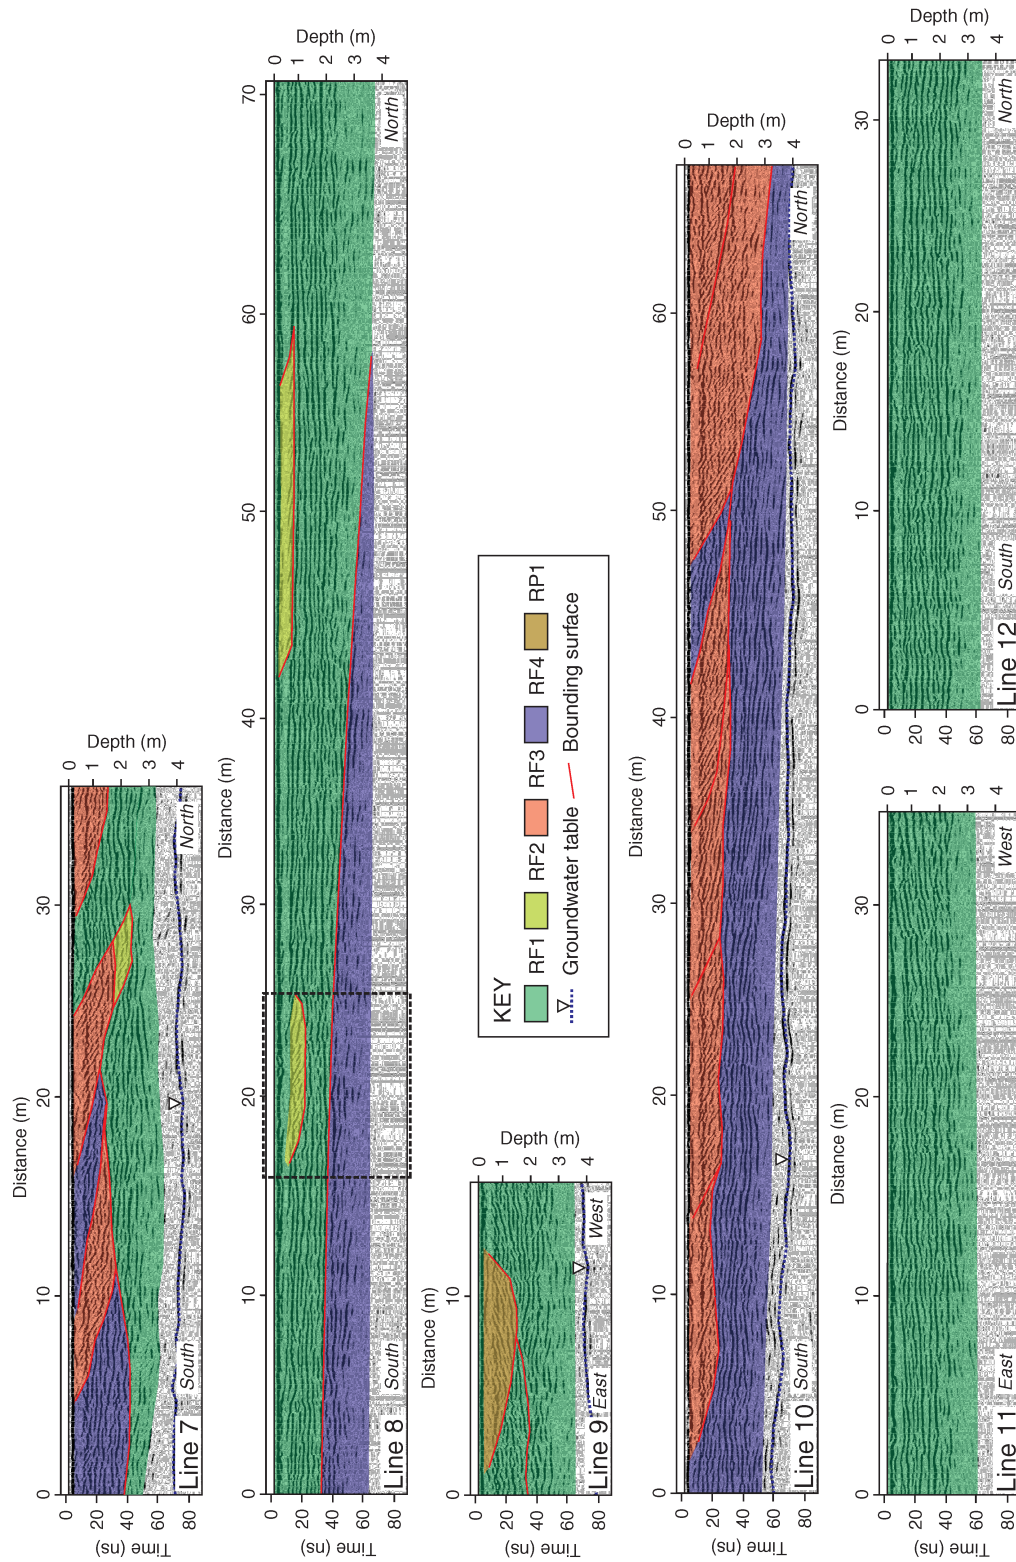 Line 7
South
North
Distance (m)
0
10
20
30
Time (ns)
0
20
40
60
80
Depth (m)
0
1
2
3
4
Line 8
South
North
Distance (m)
0
10
20
30
40
50
60
70
Time (ns)
0
20
40
60
80
Depth (m)
0
1
2
3
4
Line 9
East
West
Distance (m)
0
10
Time (ns)
0
20
40
60
80
Depth (m)
0
1
2
3
4
KEY
RF1 RF2 RF3 RF4 RP1
Groundwater table Bounding surface
Line 10
South
North
Distance (m)
0
10
20
30
40
50
60
Time (ns)
0
20
40
60
80
Depth (m)
0
1
2
3
4
Line 11
East
West
Distance (m)
0
10
20
30
Time (ns)
0
20
40
60
80
Depth (m)
0
1
2
3
4
Line 12
South
North
Distance (m)
0
10
20
30
0
20
40
60
80
Depth (m)
0
1
2
3
4